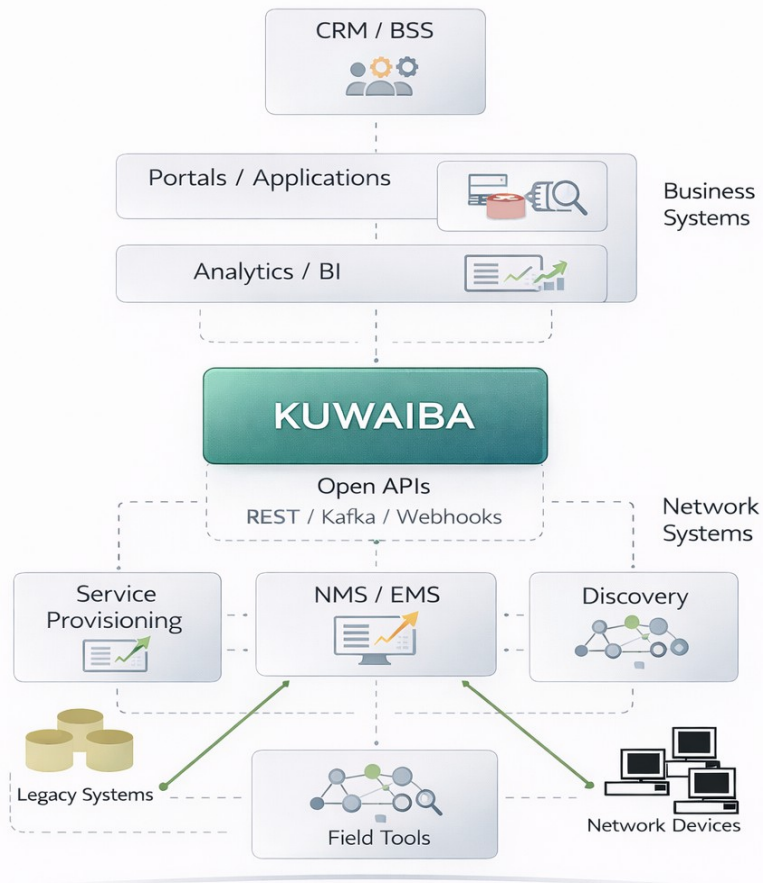 CRM / BSS
Portals / Applications
Analytics / BI
Business
Systems
KUWAIBA
Open APIs
REST / Kafka / Webhooks
Network
Systems
Service
Provisioning
NMS / EMS
Discovery
Legacy Systems
Field Tools
Network Devices